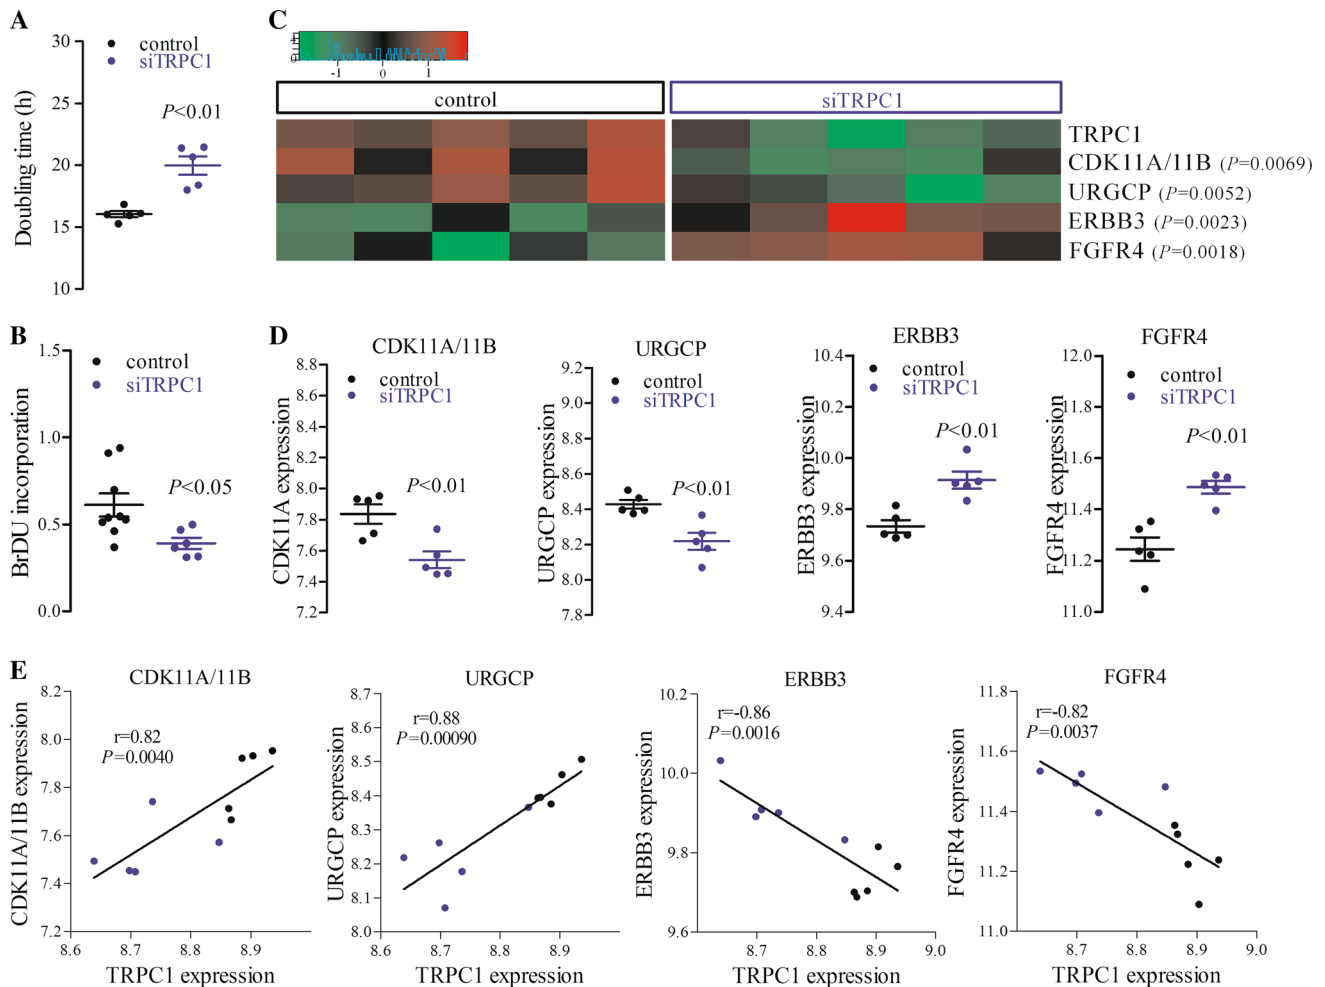 A
30
25
20
15
10
Doubling time (h)
control
siTRPC1
P<0.01
C
-1 0 1
control
siTRPC1
TRPC1
CDK11A/11B (P=0.0069)
URGCP (P=0.0052)
ERBB3 (P=0.0023)
FGFR4 (P=0.0018)
B
1.5
1.0
0.5
0.0
BrDU incorporation
control
siTRPC1
P<0.05
D
CDK11A/11B
8.8
8.6
8.4
8.2
8.0
7.8
7.6
7.4
7.2
CDK11A expression
control
siTRPC1
P<0.01
URGCP
9.2
9.0
8.8
8.6
8.4
8.2
8.0
7.8
URGCP expression
control
siTRPC1
P<0.01
ERBB3
10.4
10.2
10.0
9.8
9.6
9.4
ERBB3 expression
control
siTRPC1
P<0.01
FGFR4
12.0
11.8
11.6
11.4
11.2
11.0
FGFR4 expression
control
siTRPC1
P<0.01
E
CDK11A/11B
8.2
8.0
7.8
7.6
7.4
7.2
CDK11A/11B expression
r=0.82
P=0.0040
8.6 8.7 8.8 8.9
TRPC1 expression
URGCP
8.7
8.6
8.5
8.4
8.3
8.2
8.1
8.0
URGCP expression
r=0.88
P=0.00090
8.6 8.7 8.8 8.9
TRPC1 expression
ERBB3
10.2
10.0
9.8
9.6
ERBB3 expression
r=-0.86
P=0.0016
8.7 8.8 8.9 9.0
TRPC1 expression
FGFR4
11.8
11.6
11.4
11.2
11.0
FGFR4 expression
r=-0.82
P=0.0037
8.7 8.8 8.9 9.0
TRPC1 expression